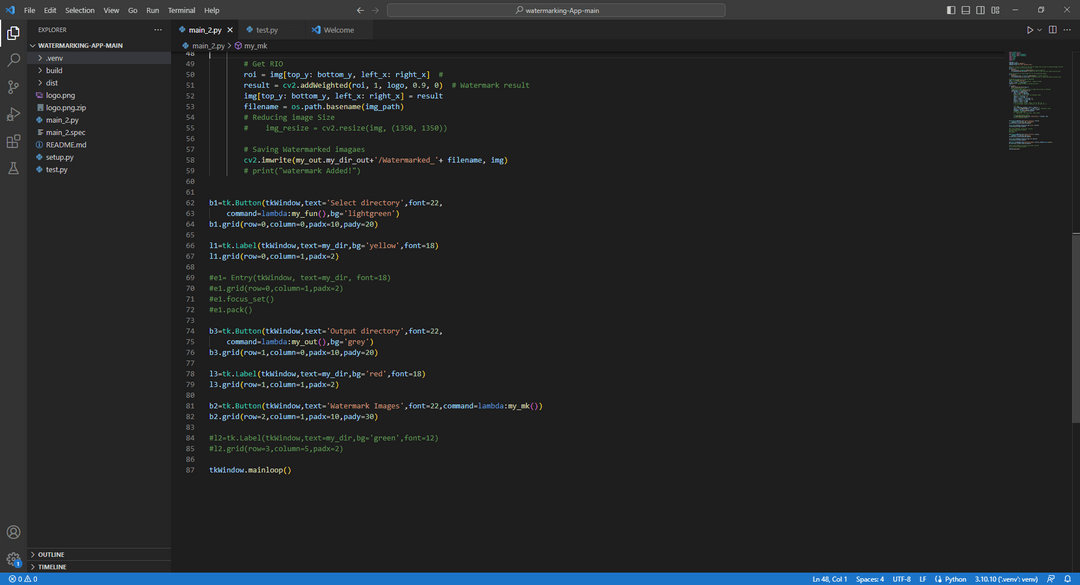 File Edit Selection View Go Run Terminal Help
watermarking-App-main
EXPLORER
main_2.py
test.py
Welcome
WATERMARKING-APP-MAIN
main_2.py > my_mk
.venv
build
dist
logo.png
logo.png.zip
main_2.py
main_2.spec
README.md
setup.py
test.py
48
49 # Get RIO
50 roi = img[top_y: bottom_y, left_x: right_x] #
51 result = cv2.addWeighted(roi, 1, logo, 0.9, 0) # Watermark result
52 img[top_y: bottom_y, left_x: right_x] = result
53 filename = os.path.basename(img_path)
54 # Reducing image Size
55 # img_resize = cv2.resize(img, (1350, 1350))
56
57 # Saving Watermarked imagaes
58 cv2.imwrite(my_out.my_dir_out+'/Watermarked_'+ filename, img)
59 # print("watermark Added!")
60
61
62 b1=tk.Button(tkWindow,text='Select directory',font=22,
63 command=lambda:my_fun(),bg='lightgreen')
64 b1.grid(row=0,column=0,padx=10,pady=20)
65
66 l1=tk.Label(tkWindow,text=my_dir,bg='yellow',font=18)
67 l1.grid(row=0,column=1,padx=2)
68
69 #e1= Entry(tkWindow, text=my_dir, font=18)
70 #e1.grid(row=0,column=1,padx=2)
71 #e1.focus_set()
72 #e1.pack()
73
74 b3=tk.Button(tkWindow,text='Output directory',font=22,
75 command=lambda:my_out(),bg='grey')
76 b3.grid(row=1,column=0,padx=10,pady=20)
77
78 l3=tk.Label(tkWindow,text=my_dir,bg='red',font=18)
79 l3.grid(row=1,column=1,padx=2)
80
81 b2=tk.Button(tkWindow,text='Watermark Images',font=22,command=lambda:my_mk())
82 b2.grid(row=2,column=1,padx=10,pady=30)
83
84 #l2=tk.Label(tkWindow,text=my_dir,bg='green',font=12)
85 #l2.grid(row=3,column=5,padx=2)
86
87 tkWindow.mainloop()
OUTLINE
TIMELINE
1
0 0 Ln 48, Col 1 Spaces: 4 UTF-8 LF Python 3.10.10 ('.venv': venv)